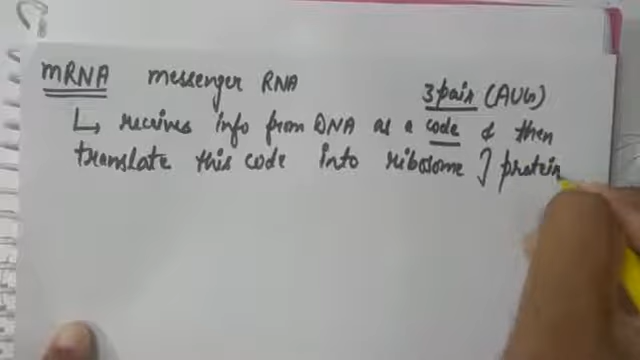 mRNA messenger RNA
3 pair (AUG)
↳ receives info from DNA as a code & then
translate this code into ribosome } protein